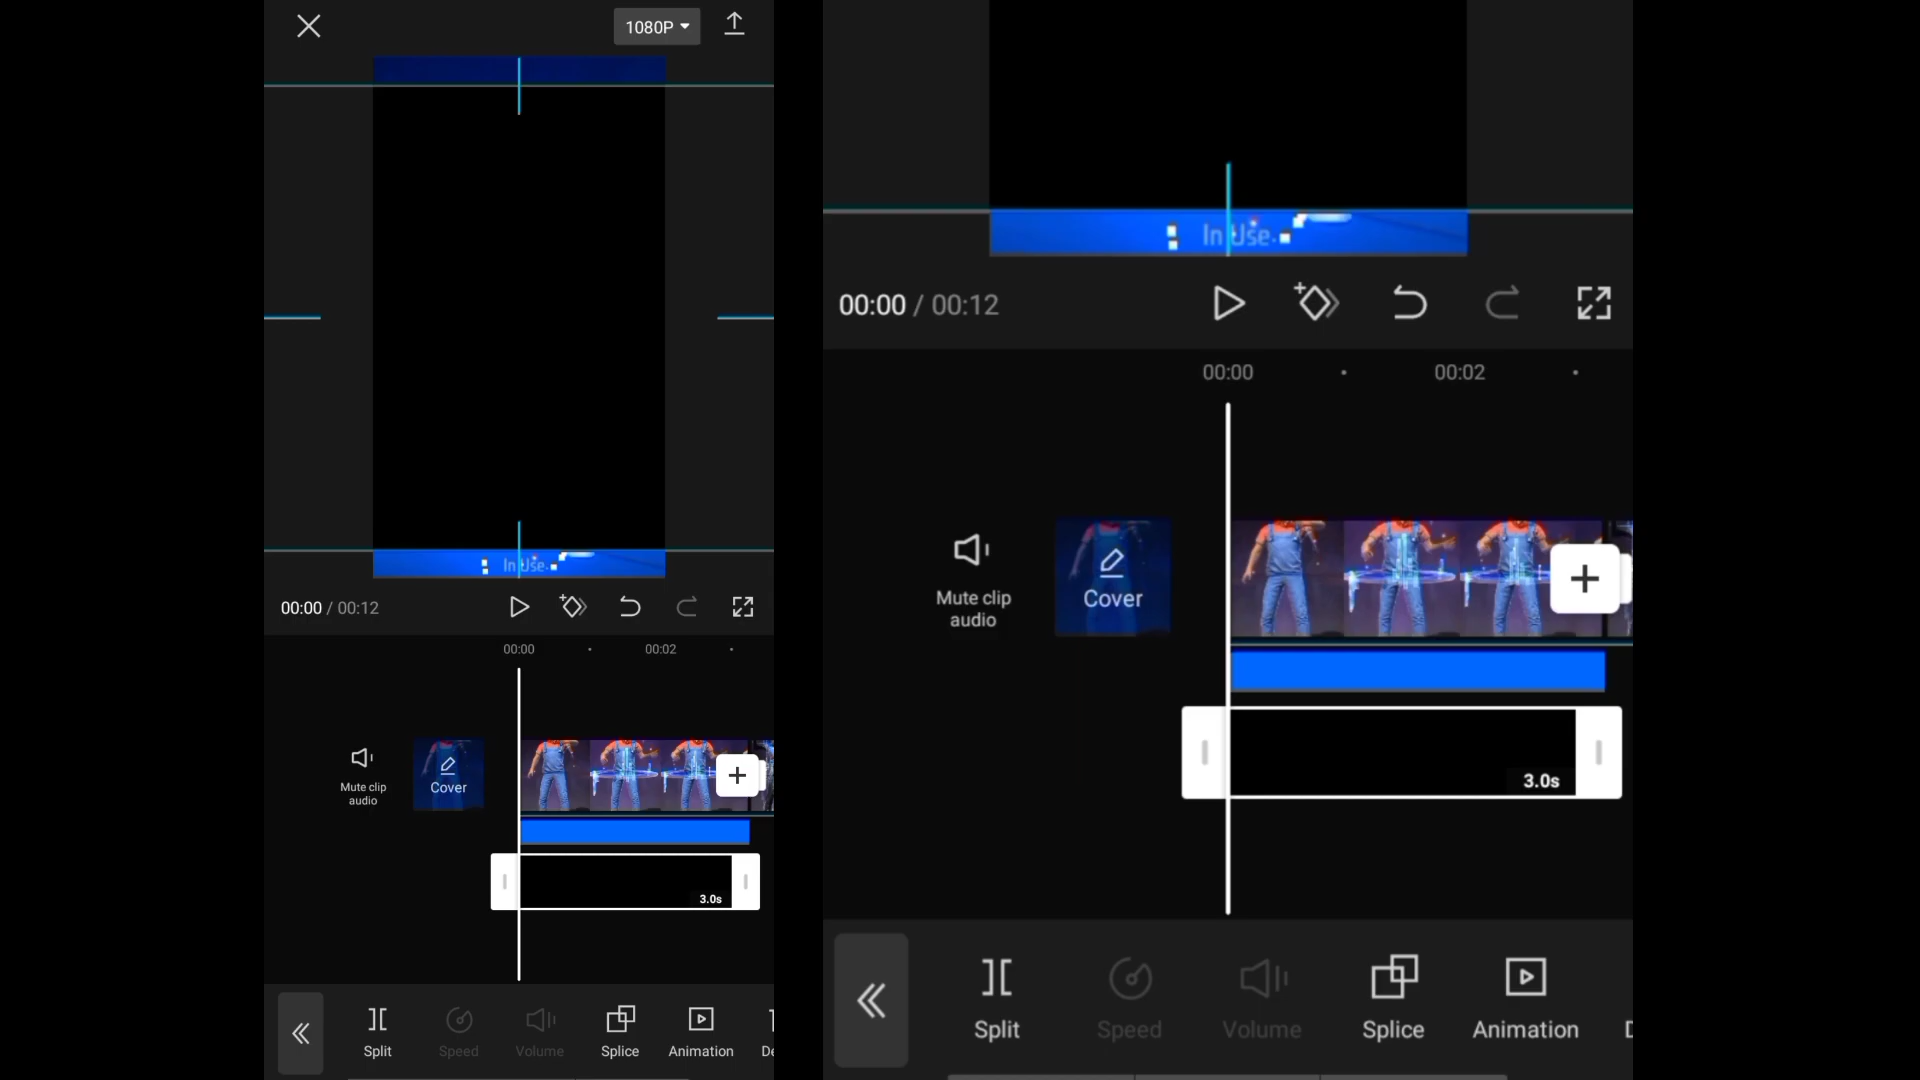 1080P
In Use.
00:00 / 00:12
00:00
00:02
Mute clip
audio
Cover
3.0s
Split
Speed
Volume
Splice
Animation
In Use.
00:00 / 00:12
00:00
00:02
Mute clip
audio
Cover
3.0s
Split
Speed
Volume
Splice
Animation